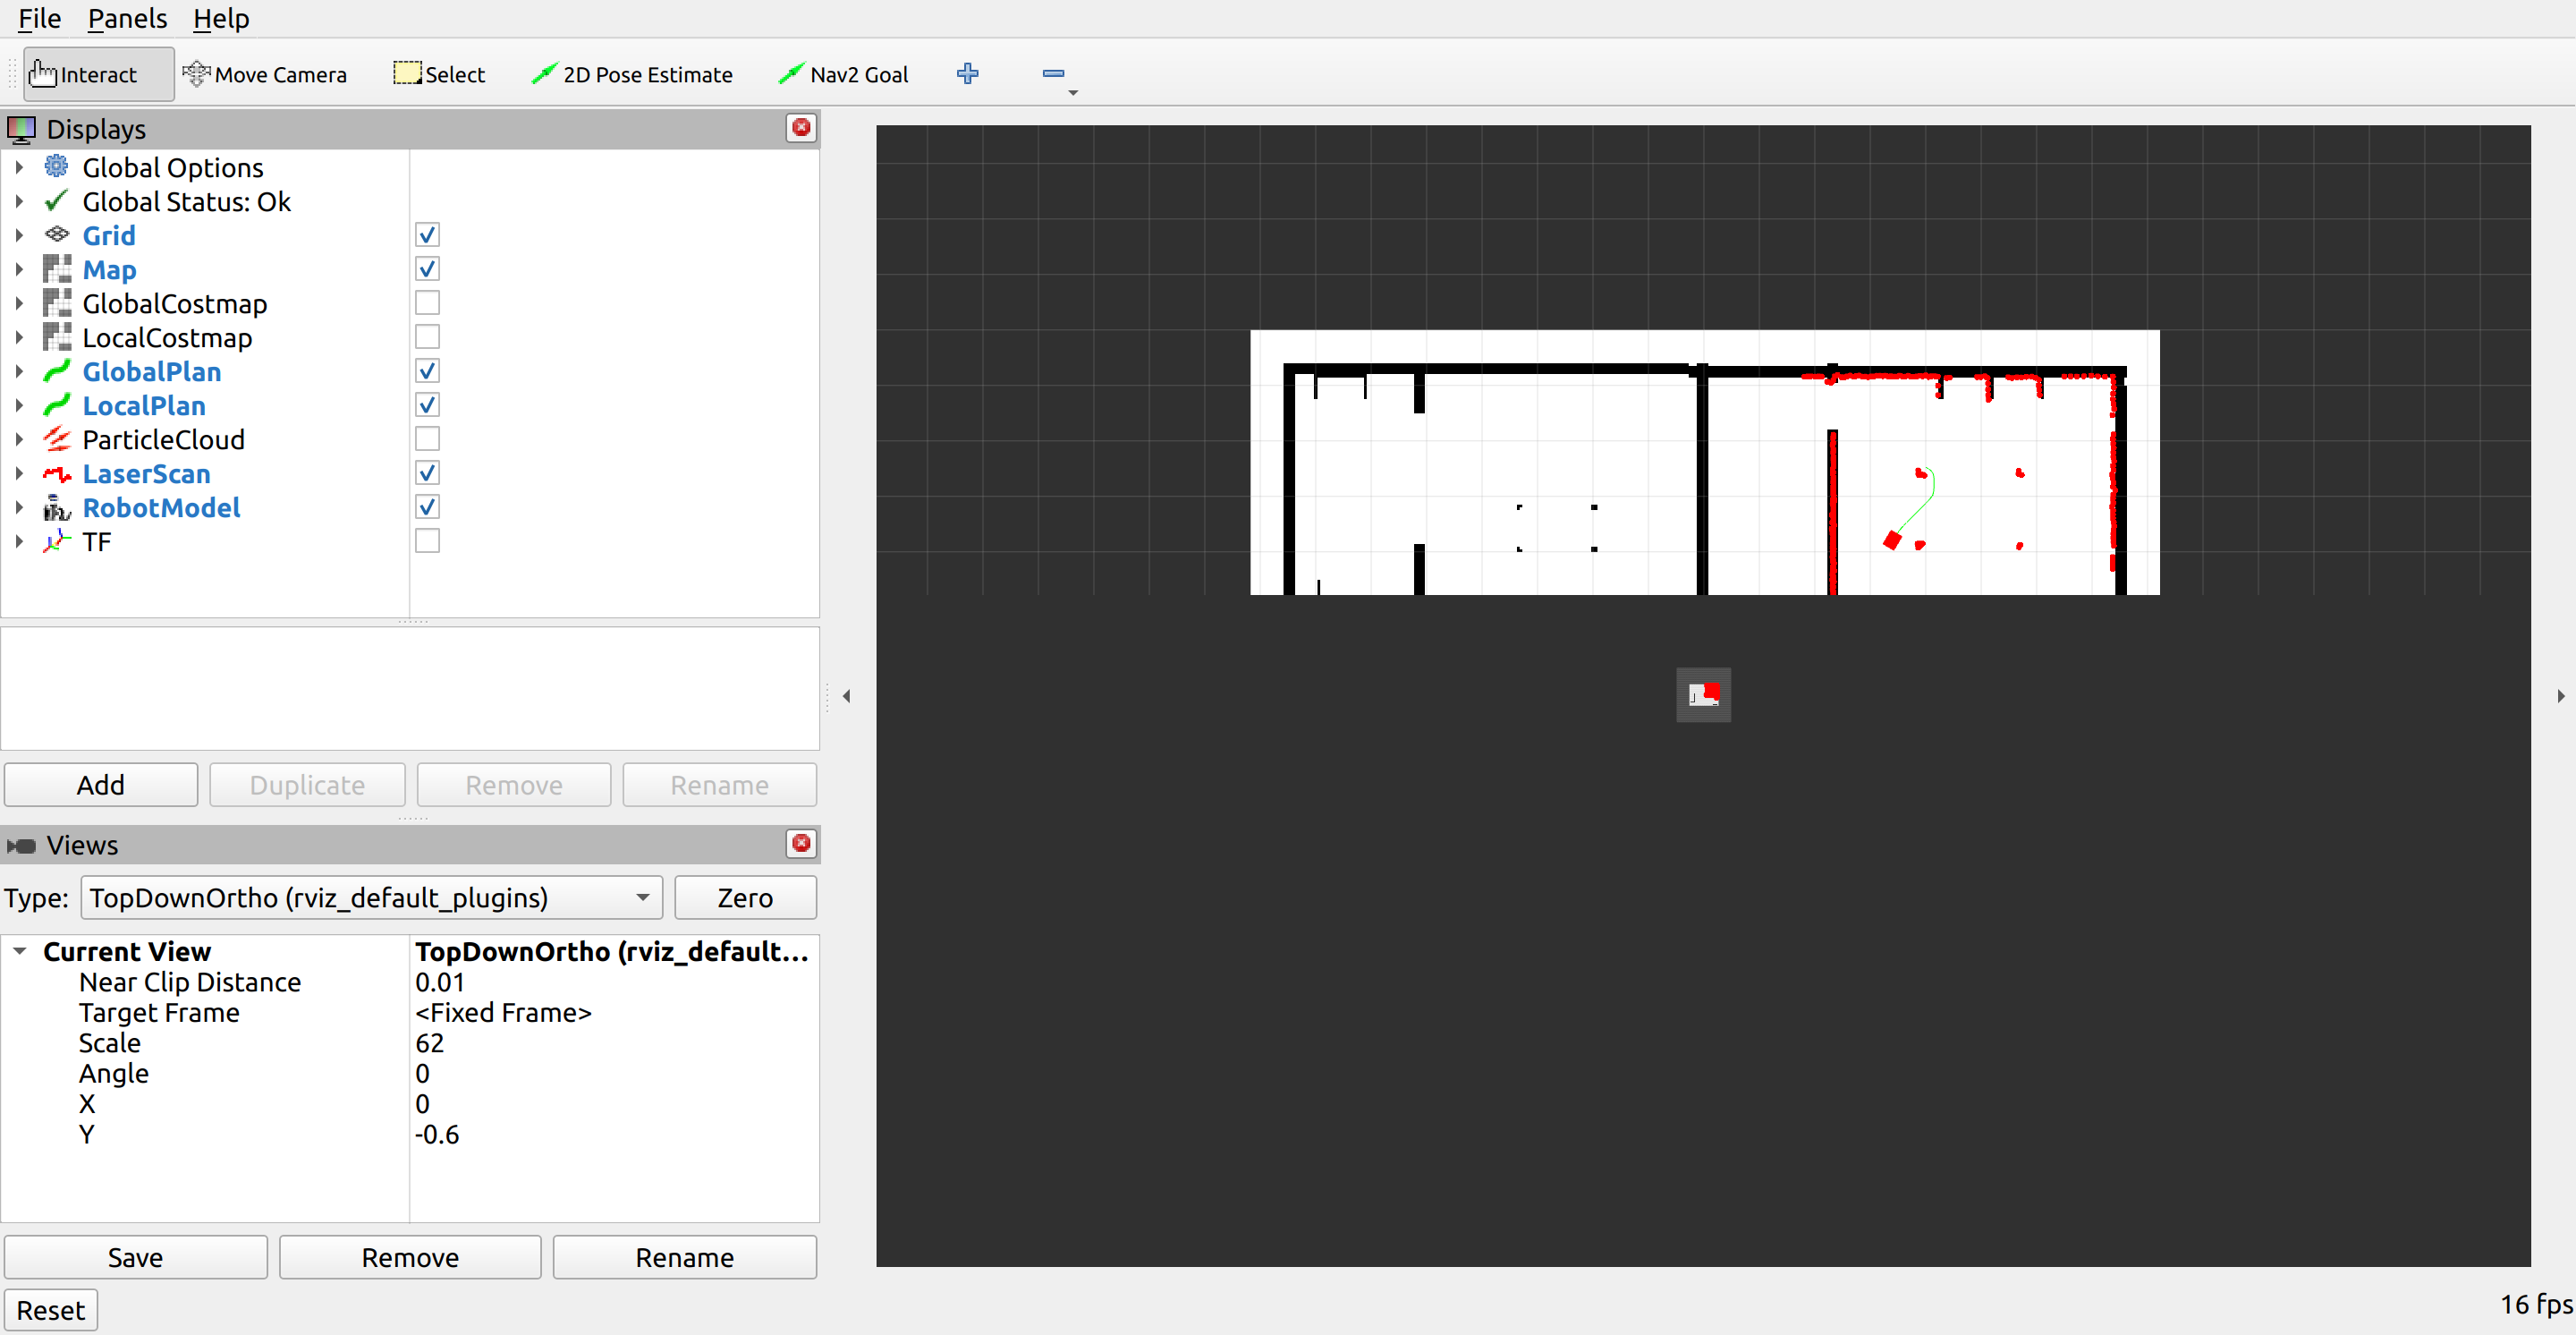 File Panels Help
Interact Move Camera Select 2D Pose Estimate Nav2 Goal
Displays
Global Options
Global Status: Ok
Grid
Map
GlobalCostmap
LocalCostmap
GlobalPlan
LocalPlan
ParticleCloud
LaserScan
RobotModel
TF
Add Duplicate Remove Rename
Views
Type: TopDownOrtho (rviz_default_plugins) Zero
Current View TopDownOrtho (rviz_default...
Near Clip Distance 0.01
Target Frame <Fixed Frame>
Scale 62
Angle 0
X 0
Y -0.6
Save Remove Rename
Reset
16 fps